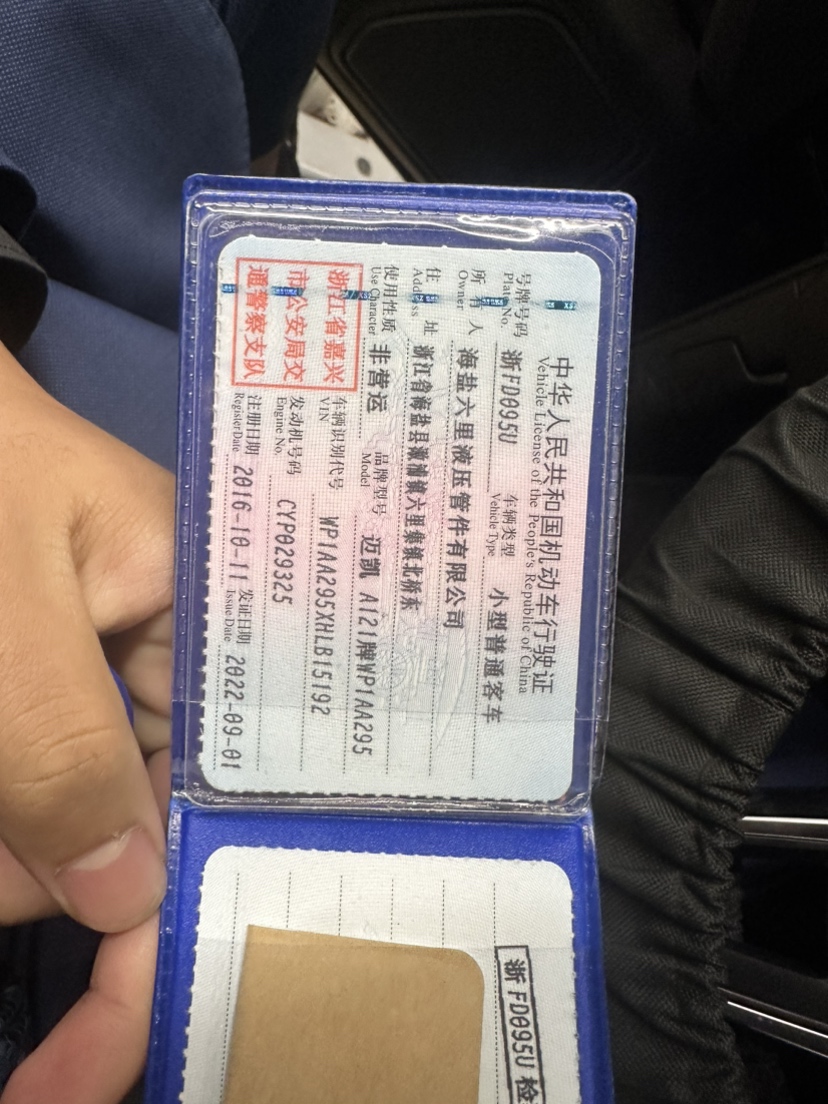 中华人民共和国机动车行驶证
Vehicle License of the People's Republic of China
号牌号码 浙FD095U 车辆类型 小型普通客车
Plate No. Vehicle Type
所有人 海盐六里液压管件有限公司
Owner
住址 浙江省海盐县澉浦镇六里集镇北桥东
Address
使用性质 非营运 品牌型号 迈凯 A121牌WP1AA295
Use Character Model
浙江省嘉兴
市公安局交
通警察支队
车辆识别代号 WP1AA295XHLB15192
VIN
发动机号码 CYP029325
Engine No.
注册日期 2016-10-11 发证日期 2022-09-01
Register Date Issue Date
浙FD095U 检